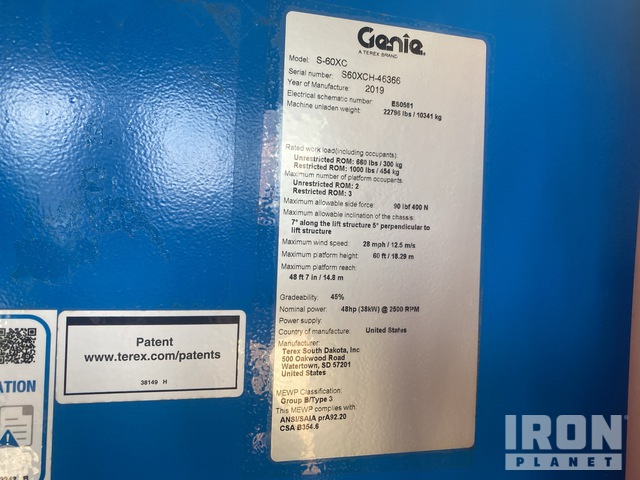 Genie
A TEREX BRAND
Model: S-60XC
Serial number: S60XCH-46366
Year of Manufacture: 2019
Electrical schematic number: ES0561
Machine unladen weight: 22796 lbs / 10341 kg
Rated work load(including occupants):
Unrestricted ROM: 660 lbs / 300 kg
Restricted ROM: 1000 lbs / 454 kg
Maximum number of platform occupants:
Unrestricted ROM: 2
Restricted ROM: 3
Maximum allowable side force: 90 lbf 400 N
Maximum allowable inclination of the chassis:
7° along the lift structure 5° perpendicular to
lift structure
Maximum wind speed: 28 mph / 12.5 m/s
Maximum platform height: 60 ft / 18.29 m
Maximum platform reach:
48 ft 7 in / 14.8 m
Gradeability: 45%
Nominal power: 48hp (38kW) @ 2500 RPM
Power supply:
Country of manufacture: United States
Manufacturer:
Terex South Dakota, Inc
500 Oakwood Road
Watertown, SD 57201
United States
MEWP Classification:
Group B/Type 3
This MEWP complies with:
ANSI/SAIA prA92.20
CSA B354.6
Patent
www.terex.com/patents
38149 H
ATION
IRON
PLANET